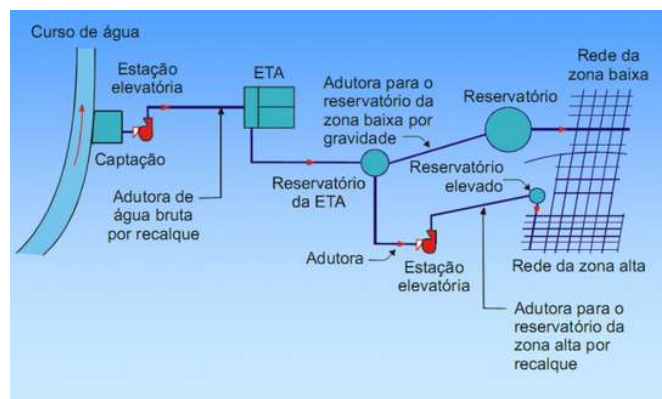 Curso de água
Estação
elevatória
ETA
Adutora para o
reservatório da
zona baixa por
gravidade
Reservatório
Rede da
zona baixa
Captação
Adutora de
água bruta
por recalque
Reservatório
da ETA
Reservatório
elevado
Adutora
Estação
elevatória
Rede da zona alta
Adutora para o
reservatório da
zona alta por
recalque